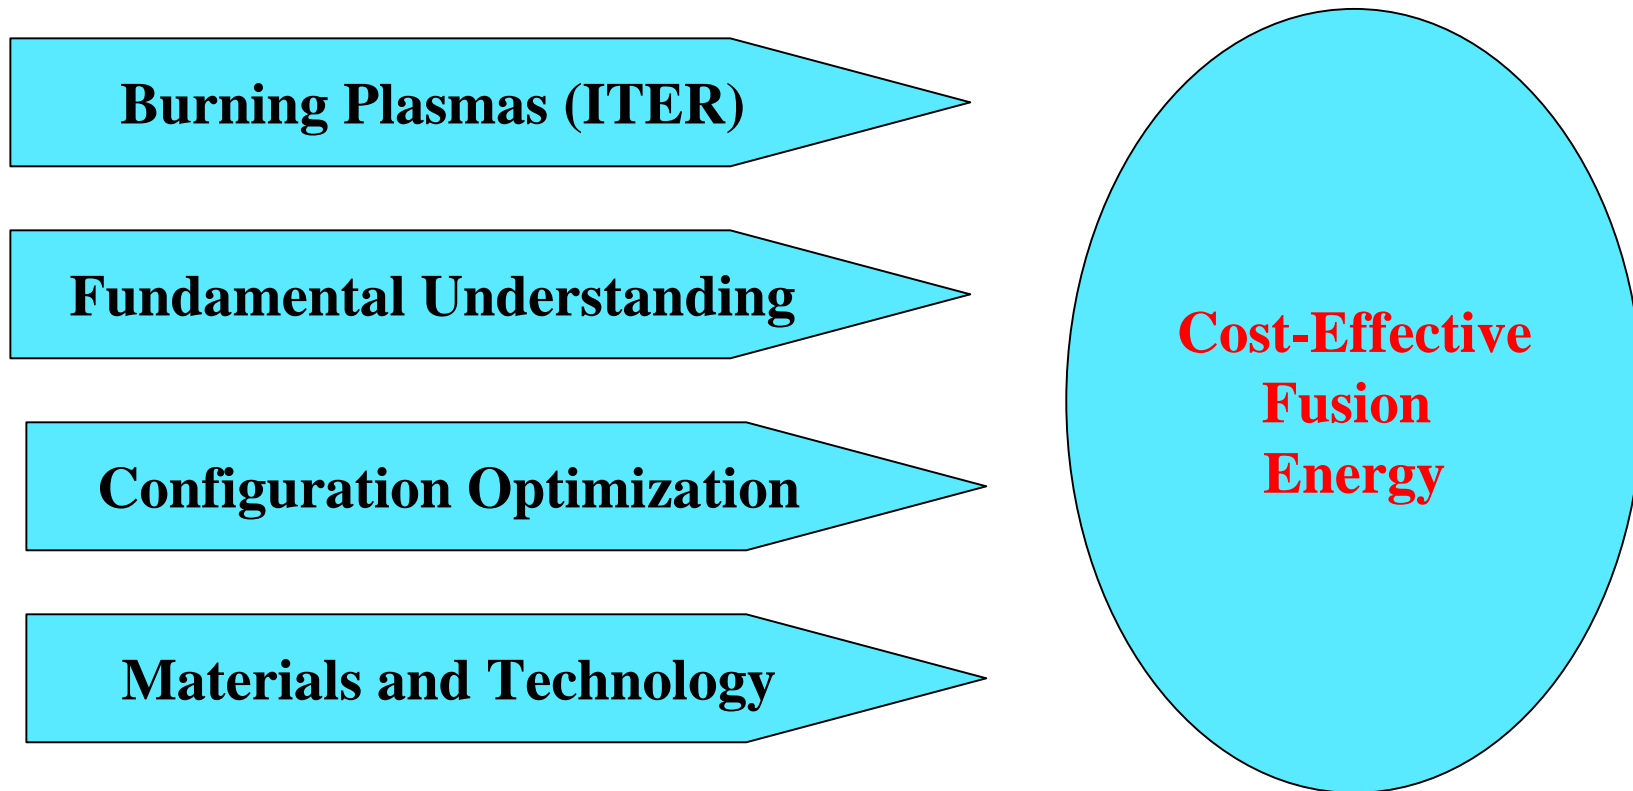 Burning Plasmas (ITER)
Fundamental Understanding
Configuration Optimization
Materials and Technology
Cost-Effective
Fusion
Energy